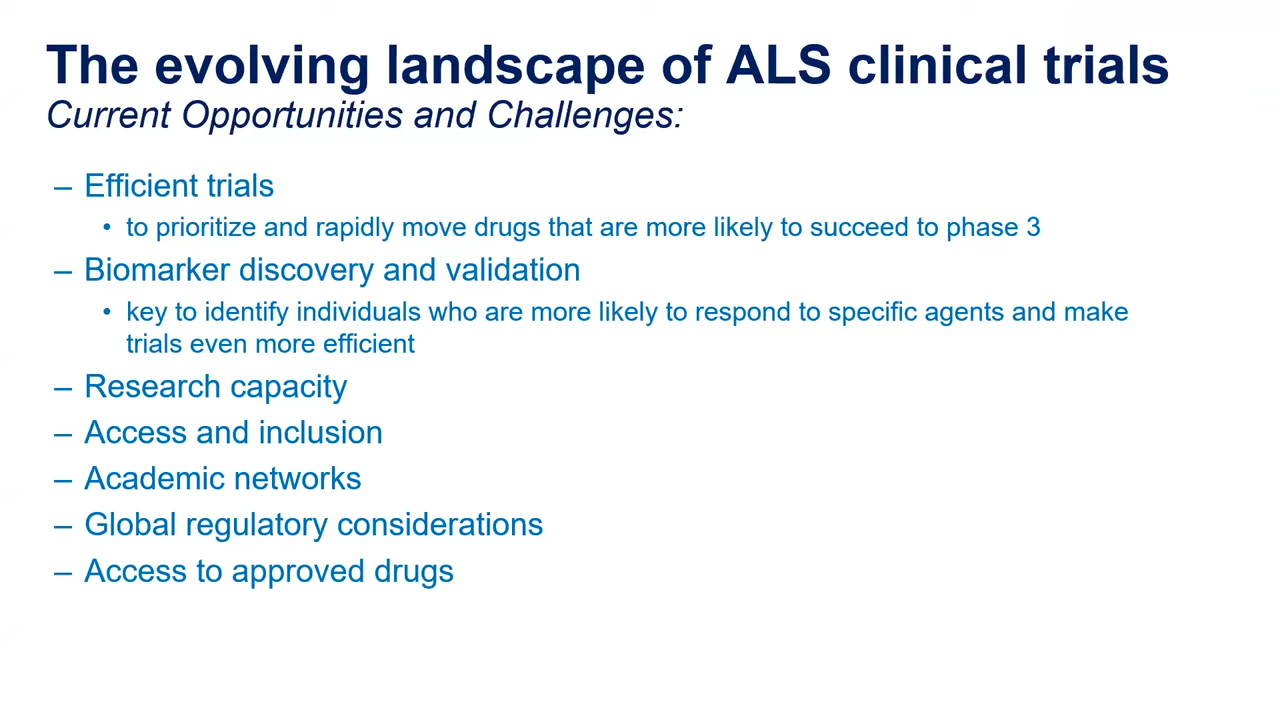 The evolving landscape of ALS clinical trials
Current Opportunities and Challenges:
– Efficient trials
• to prioritize and rapidly move drugs that are more likely to succeed to phase 3
– Biomarker discovery and validation
• key to identify individuals who are more likely to respond to specific agents and make
trials even more efficient
– Research capacity
– Access and inclusion
– Academic networks
– Global regulatory considerations
– Access to approved drugs